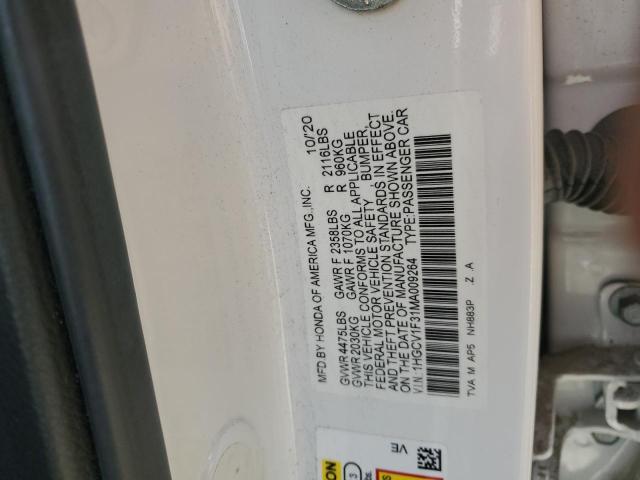 MFD.BY HONDA OF AMERICA MFG.,INC. 10/'20
GVWR 4475LBS GAWR F 2358LBS R 2116LBS
GVWR 2030KG GAWR F 1070KG R 960KG
THIS VEHICLE CONFORMS TO ALL APPLICABLE
FEDERAL MOTOR VEHICLE SAFETY , BUMPER,
AND THEFT PREVENTION STANDARDS IN EFFECT
ON THE DATE OF MANUFACTURE SHOWN ABOVE.
V.I.N.: 1HGCV1F31MA009264 TYPE:PASSENGER CAR
TVA M AP5 NH883P .Z .A
VE
3